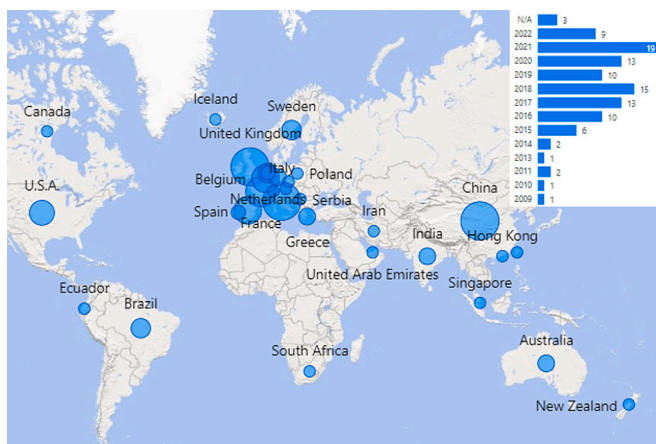 N/A 3
2022 9
2021 19
2020 13
2019 10
2018 15
2017 13
2016 10
2015 6
2014 2
2013 1
2011 2
2010 1
2009 1
Canada
Iceland
Sweden
United Kingdom
Italy
Poland
Belgium
U.S.A.
Netherlands
Serbia
China
Spain
France
Iran
India
Hong Kong
Greece
United Arab Emirates
Singapore
Ecuador
Brazil
South Africa
Australia
New Zealand